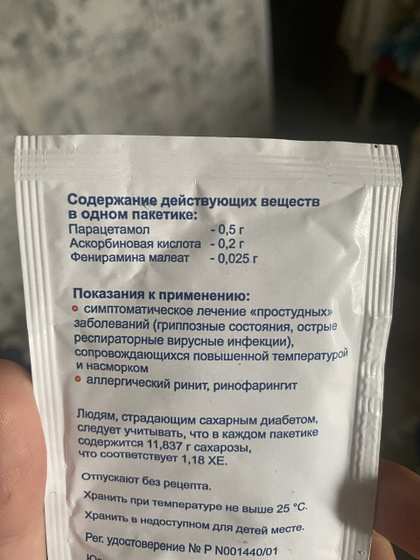 Содержание действующих веществ
в одном пакетике:
Парацетамол - 0,5 г
Аскорбиновая кислота - 0,2 г
Фенирамина малеат - 0,025 г
Показания к применению:
симптоматическое лечение «простудных»
заболеваний (гриппозные состояния, острые
респираторные вирусные инфекции),
сопровождающихся повышенной температурой
и насморком
аллергический ринит, ринофарингит
Людям, страдающим сахарным диабетом,
следует учитывать, что в каждом пакетике
содержится 11,837 г сахарозы,
что соответствует 1,18 ХЕ.
Отпускают без рецепта.
Хранить при температуре не выше 25 °С.
Хранить в недоступном для детей месте.
Рег. удостоверение № P N001440/01